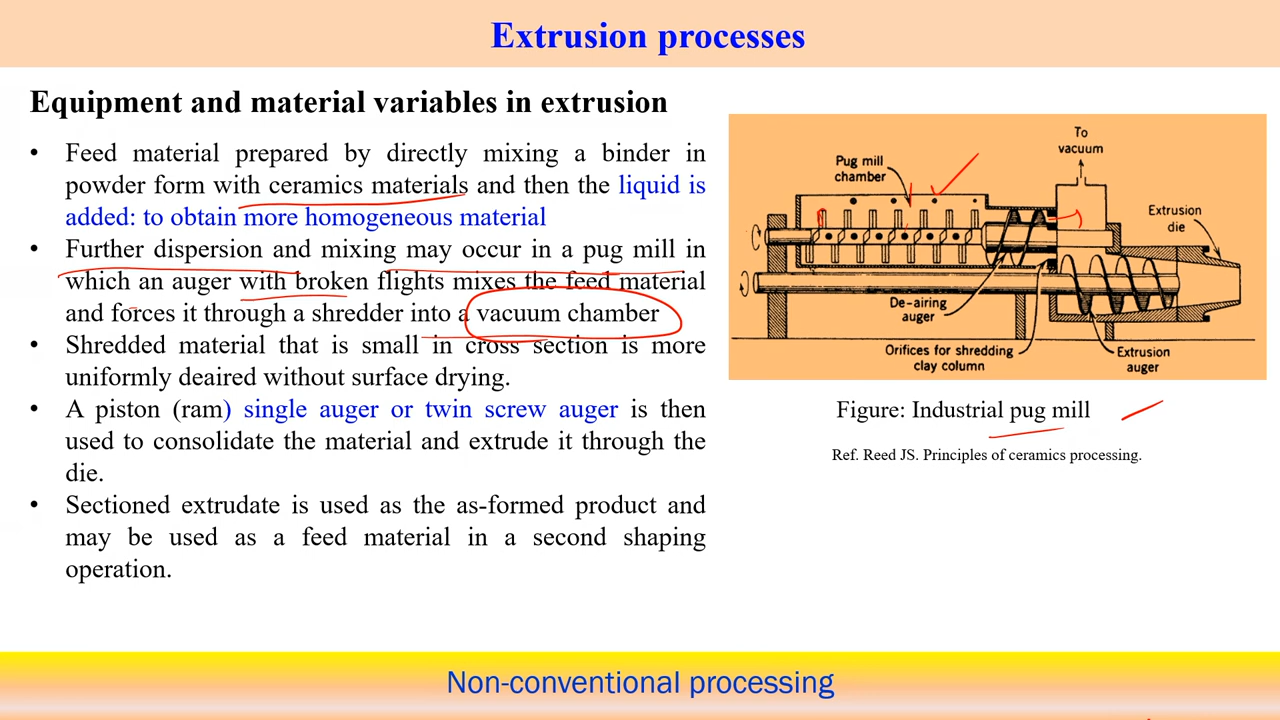 Extrusion processes
Equipment and material variables in extrusion
• Feed material prepared by directly mixing a binder in
powder form with ceramics materials and then the liquid is
added: to obtain more homogeneous material
• Further dispersion and mixing may occur in a pug mill in
which an auger with broken flights mixes the feed material
and forces it through a shredder into a vacuum chamber
• Shredded material that is small in cross section is more
uniformly deaired without surface drying.
• A piston (ram) single auger or twin screw auger is then
used to consolidate the material and extrude it through the
die.
• Sectioned extrudate is used as the as-formed product and
may be used as a feed material in a second shaping
operation.
To
vacuum
Pug mill
chamber
Extrusion
die
De-airing
auger
Orifices for shredding
clay column
Extrusion
auger
Figure: Industrial pug mill
Ref. Reed JS. Principles of ceramics processing.
Non-conventional processing